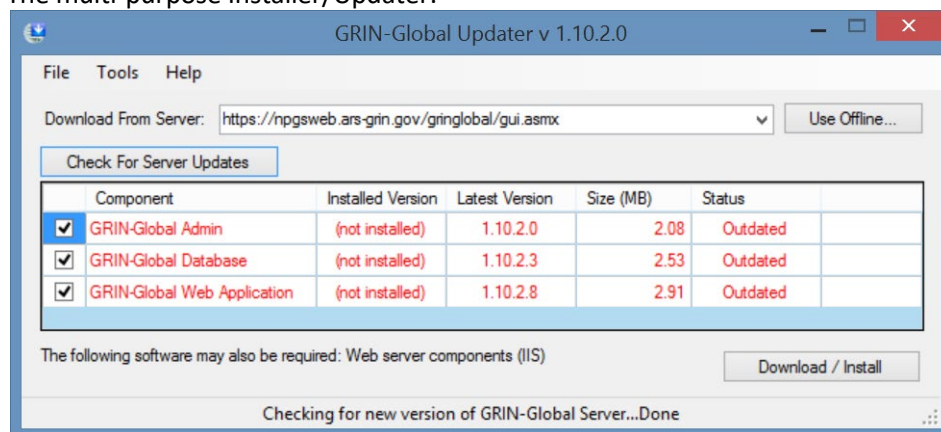 The multi-purpose Installer/Updater:
GRIN-Global Updater v 1.10.2.0
File Tools Help
Download From Server: https://npgsweb.ars-grin.gov/gringlobal/gui.asmx Use Offline...
Check For Server Updates
Component Installed Version Latest Version Size (MB) Status
GRIN-Global Admin (not installed) 1.10.2.0 2.08 Outdated
GRIN-Global Database (not installed) 1.10.2.3 2.53 Outdated
GRIN-Global Web Application (not installed) 1.10.2.8 2.91 Outdated
The following software may also be required: Web server components (IIS) Download / Install
Checking for new version of GRIN-Global Server...Done